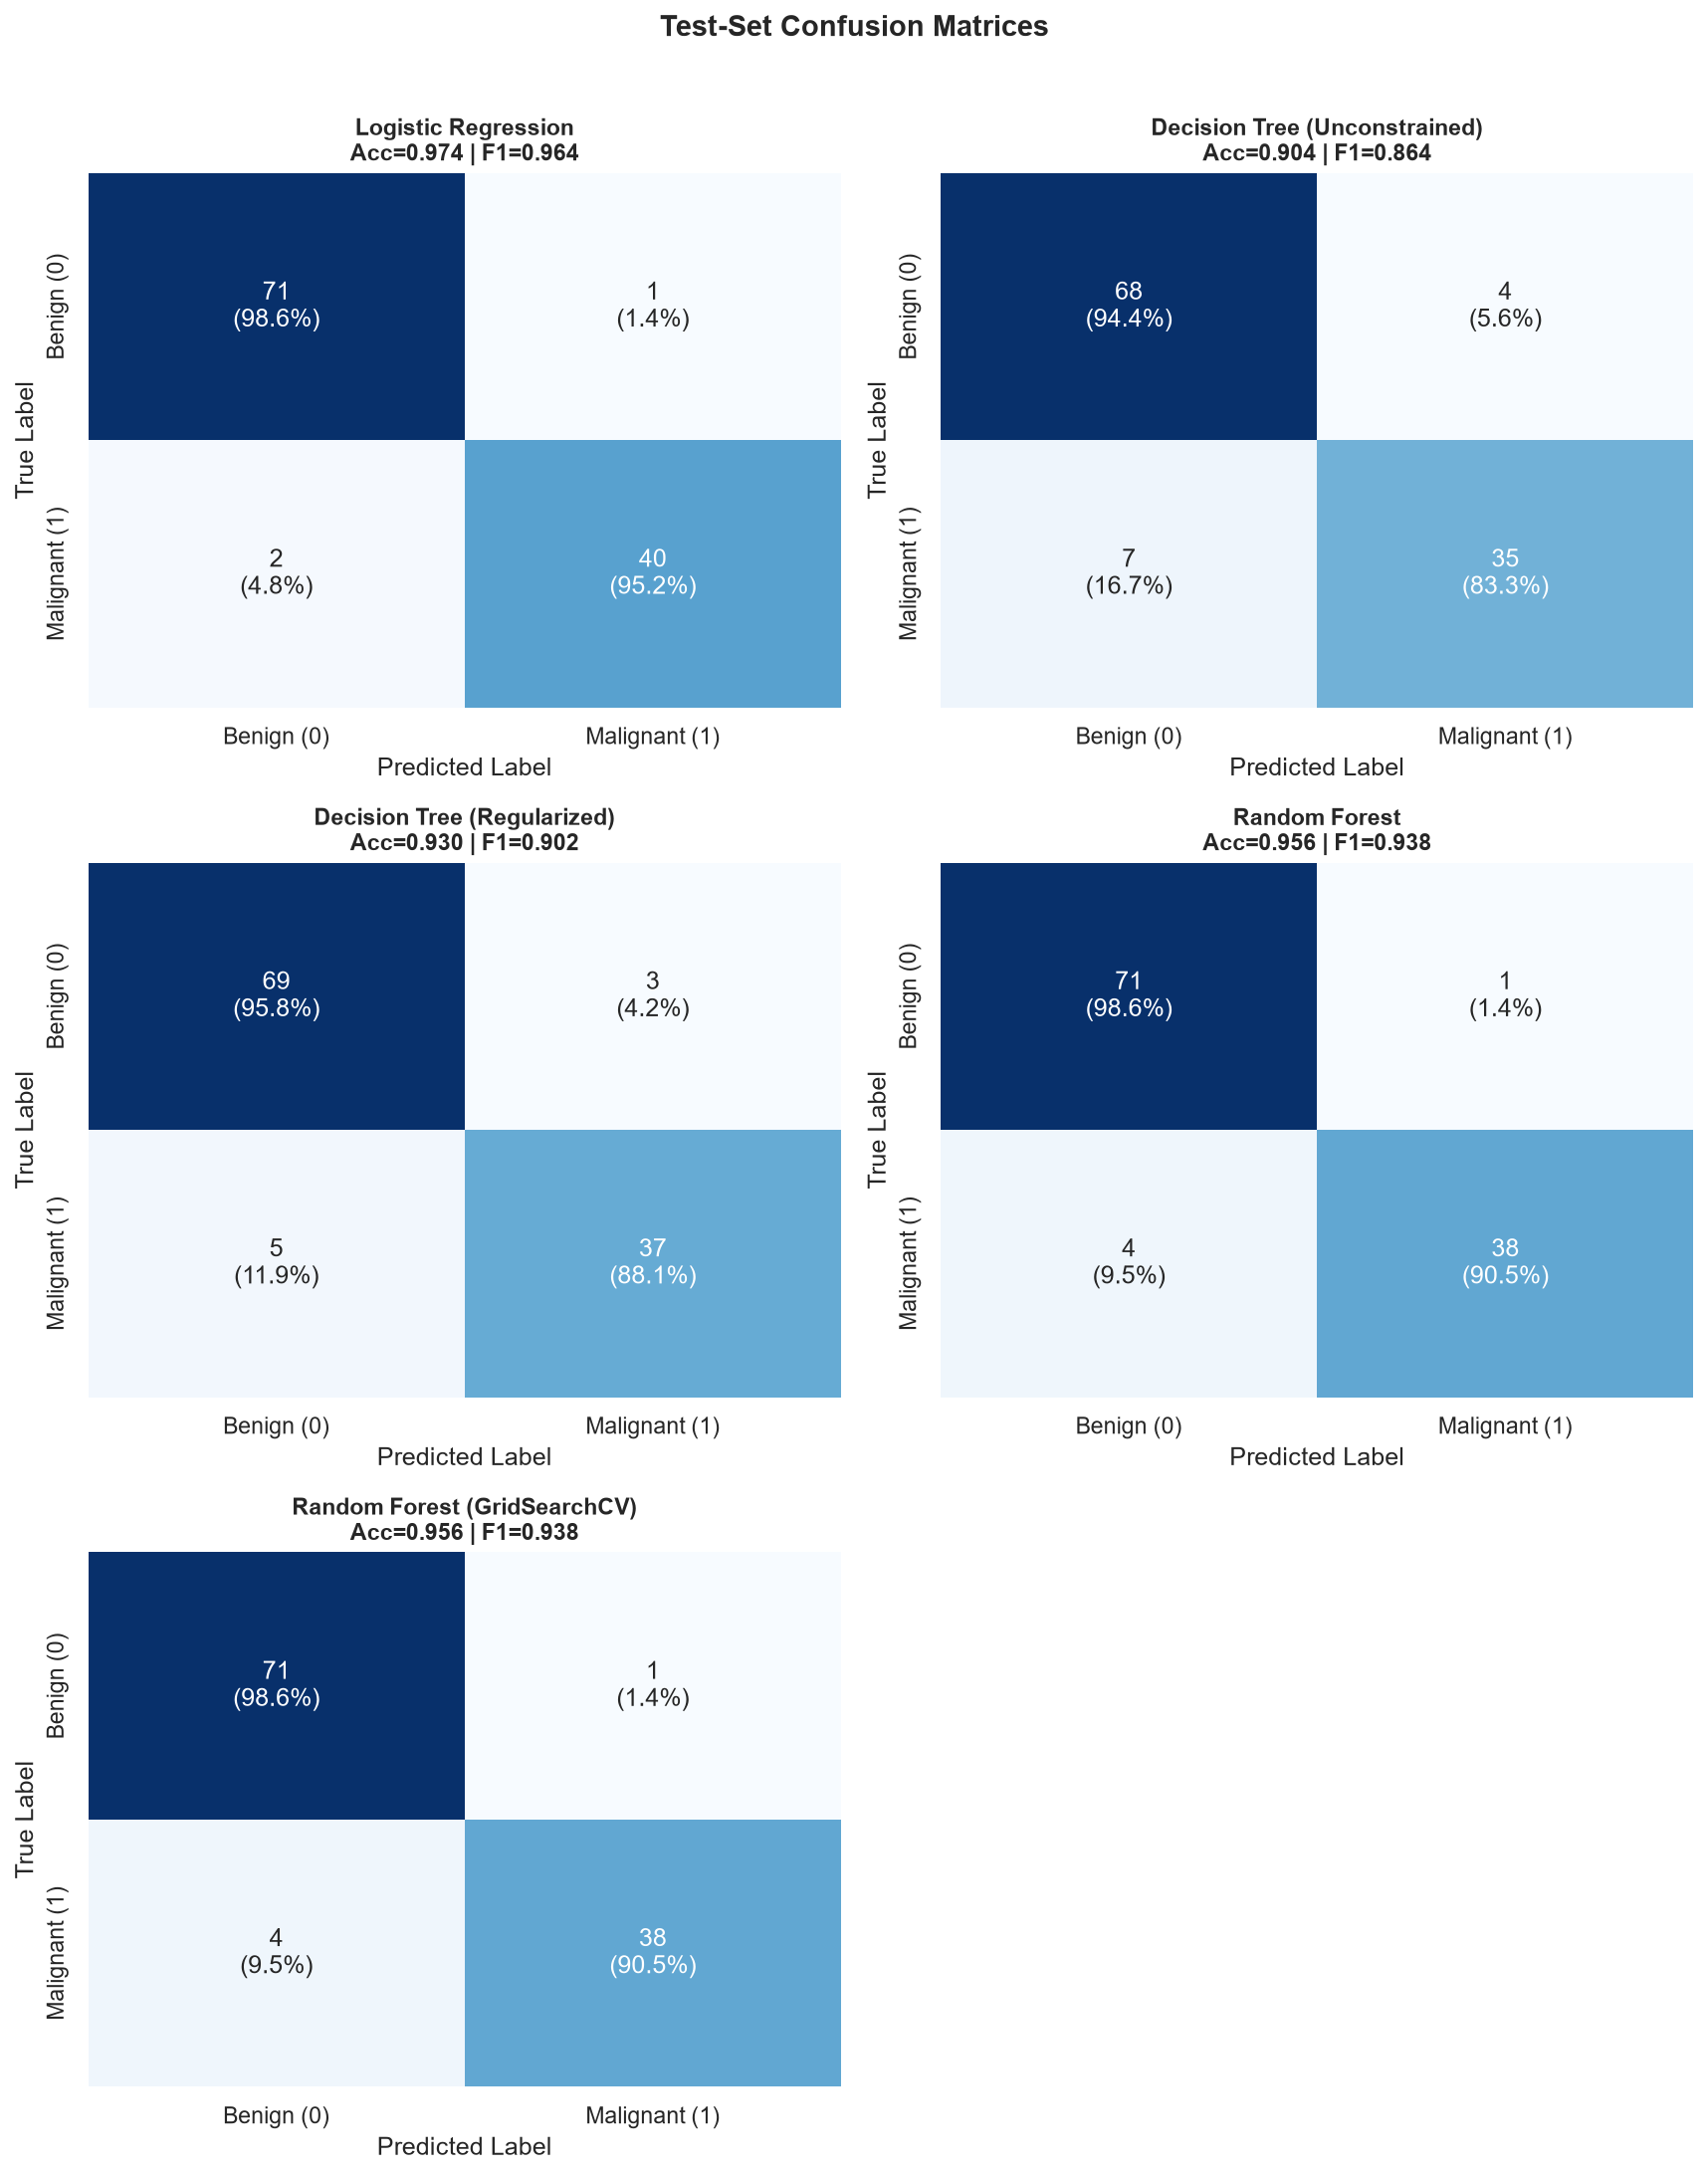 Test-Set Confusion Matrices
Logistic Regression
Acc=0.974 | F1=0.964
True Label
Benign (0)
71
(98.6%)
1
(1.4%)
Malignant (1)
2
(4.8%)
40
(95.2%)
Benign (0)
Malignant (1)
Predicted Label
Decision Tree (Unconstrained)
Acc=0.904 | F1=0.864
True Label
Benign (0)
68
(94.4%)
4
(5.6%)
Malignant (1)
7
(16.7%)
35
(83.3%)
Benign (0)
Malignant (1)
Predicted Label
Decision Tree (Regularized)
Acc=0.930 | F1=0.902
True Label
Benign (0)
69
(95.8%)
3
(4.2%)
Malignant (1)
5
(11.9%)
37
(88.1%)
Benign (0)
Malignant (1)
Predicted Label
Random Forest
Acc=0.956 | F1=0.938
True Label
Benign (0)
71
(98.6%)
1
(1.4%)
Malignant (1)
4
(9.5%)
38
(90.5%)
Benign (0)
Malignant (1)
Predicted Label
Random Forest (GridSearchCV)
Acc=0.956 | F1=0.938
True Label
Benign (0)
71
(98.6%)
1
(1.4%)
Malignant (1)
4
(9.5%)
38
(90.5%)
Benign (0)
Malignant (1)
Predicted Label